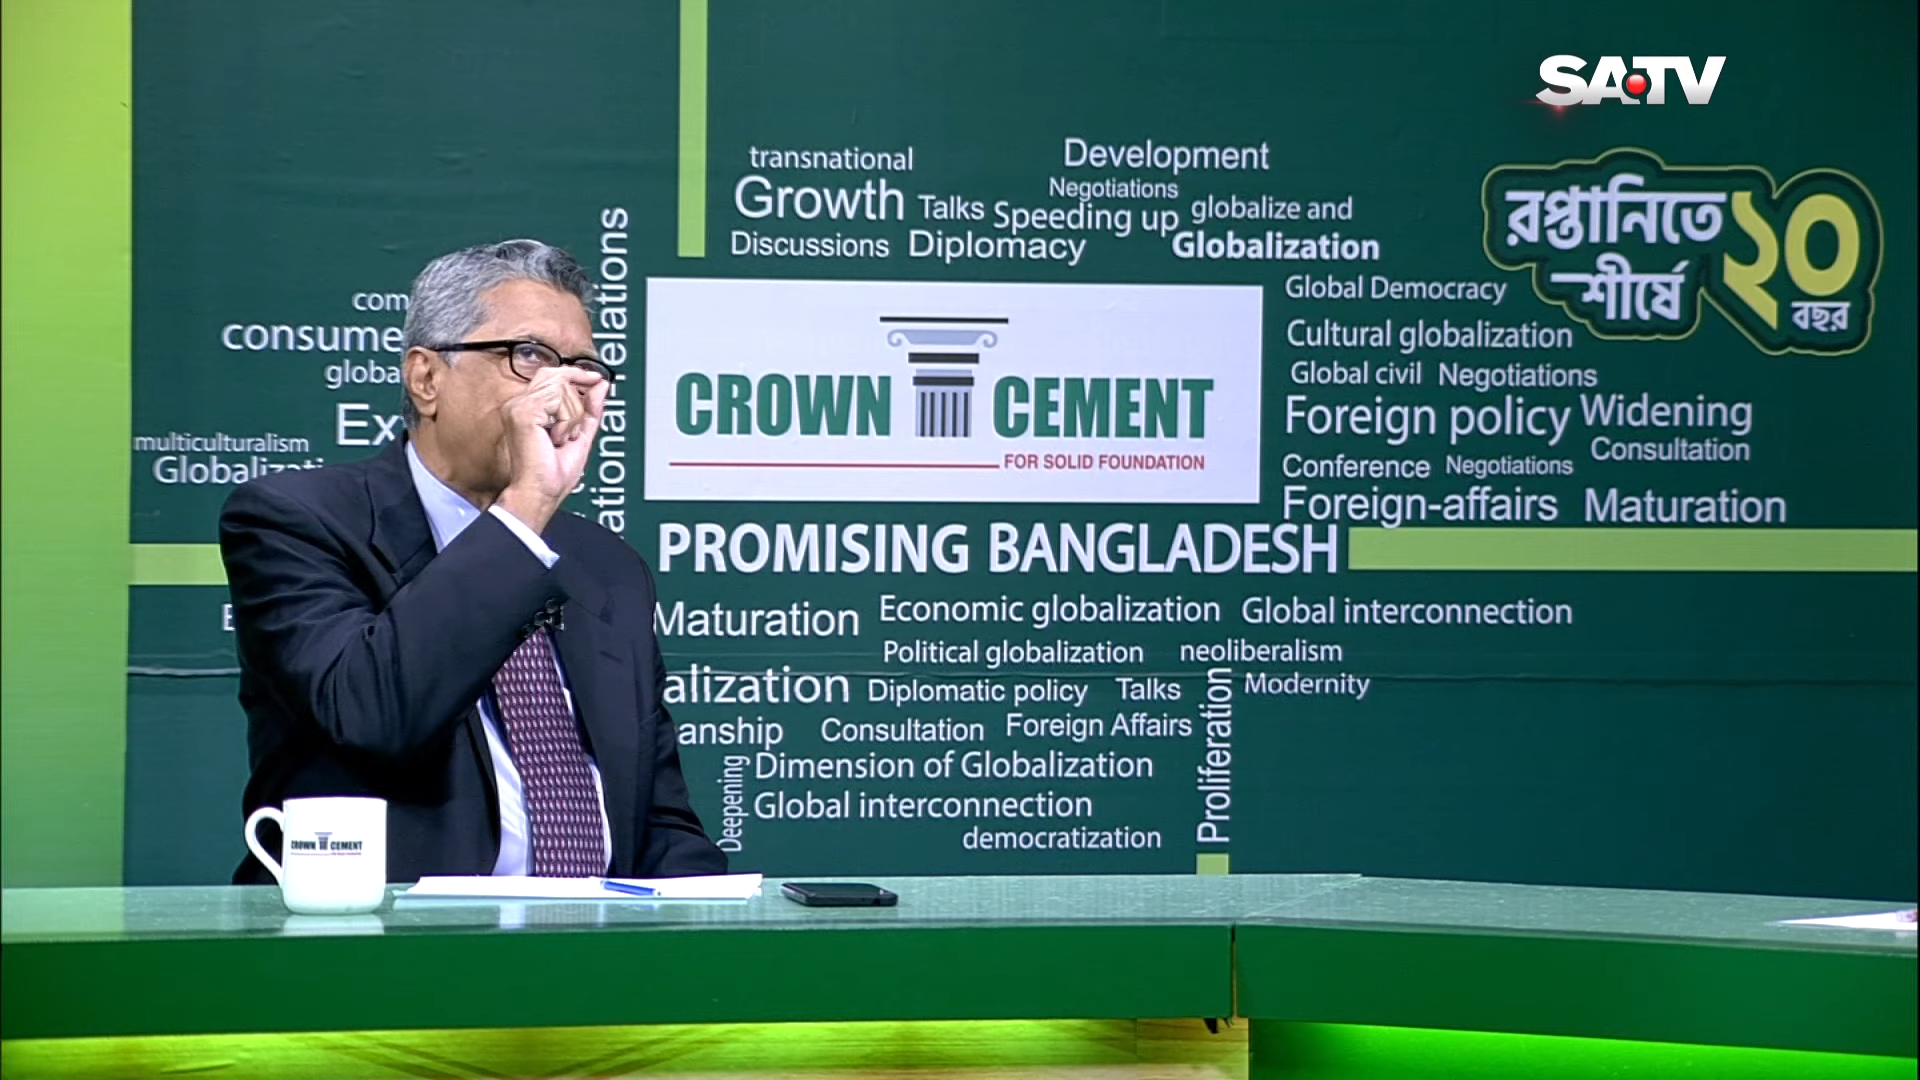 SATV
রপ্তানিতে ২০
শীর্ষে বছর
transnational
Development
Negotiations
Growth Talks Speeding up globalize and
Discussions Diplomacy Globalization
Global Democracy
Cultural globalization
Global civil Negotiations
Foreign policy Widening
Consultation
Conference Negotiations
Foreign-affairs Maturation
com
consume
globa
Ex
multiculturalism
CROWN CEMENT
FOR SOLID FOUNDATION
PROMISING BANGLADESH
Maturation Economic globalization Global interconnection
Political globalization neoliberalism
alization Diplomatic policy Talks Modernity
anship Consultation Foreign Affairs
Proliferation
Deepening
Dimension of Globalization
Global interconnection
democratization
CROWN CEMENT